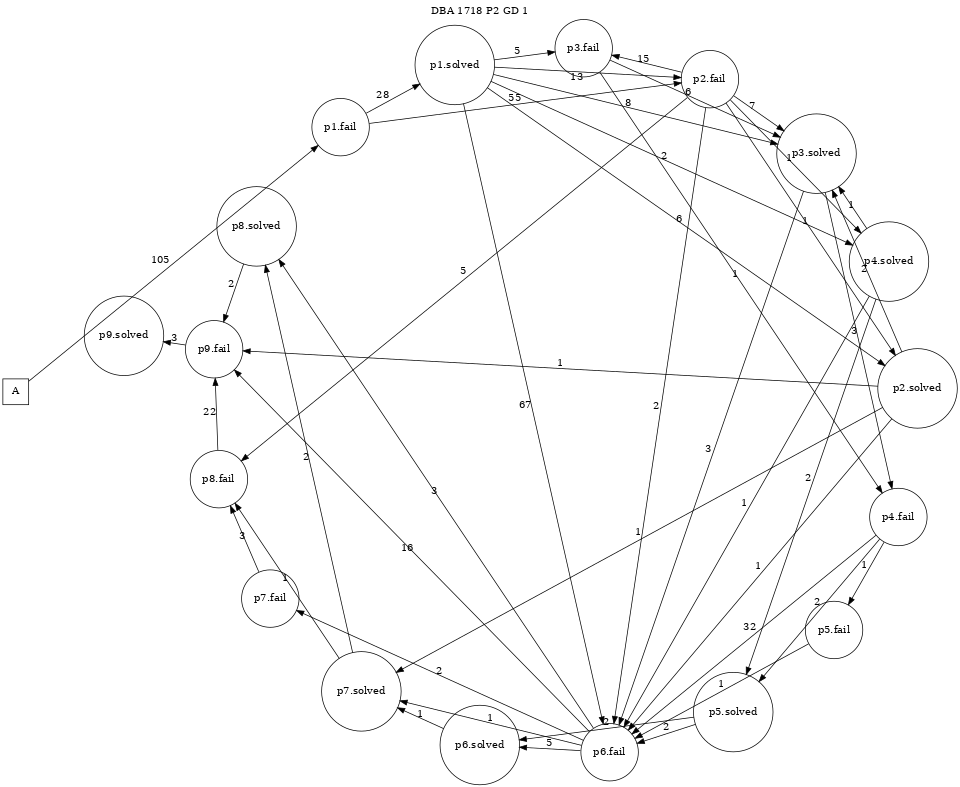 DBA 1718 P2 GD 1
p3.fail
5
p1.solved
15
p2.fail
13
28
55
6
8
7
p1.fail
p3.solved
2
1
p8.solved
6
1
1
105
5
1
p4.solved
2
2
p9.solved
3
p9.fail
3
1
A
p2.solved
22
67
2
2
3
p8.fail
3
2
1
p4.fail
3
16
1
1
1
1
p7.fail
2
32
p5.fail
2
1
p7.solved
1
1
p5.solved
2
2
p6.solved
5
p6.fail